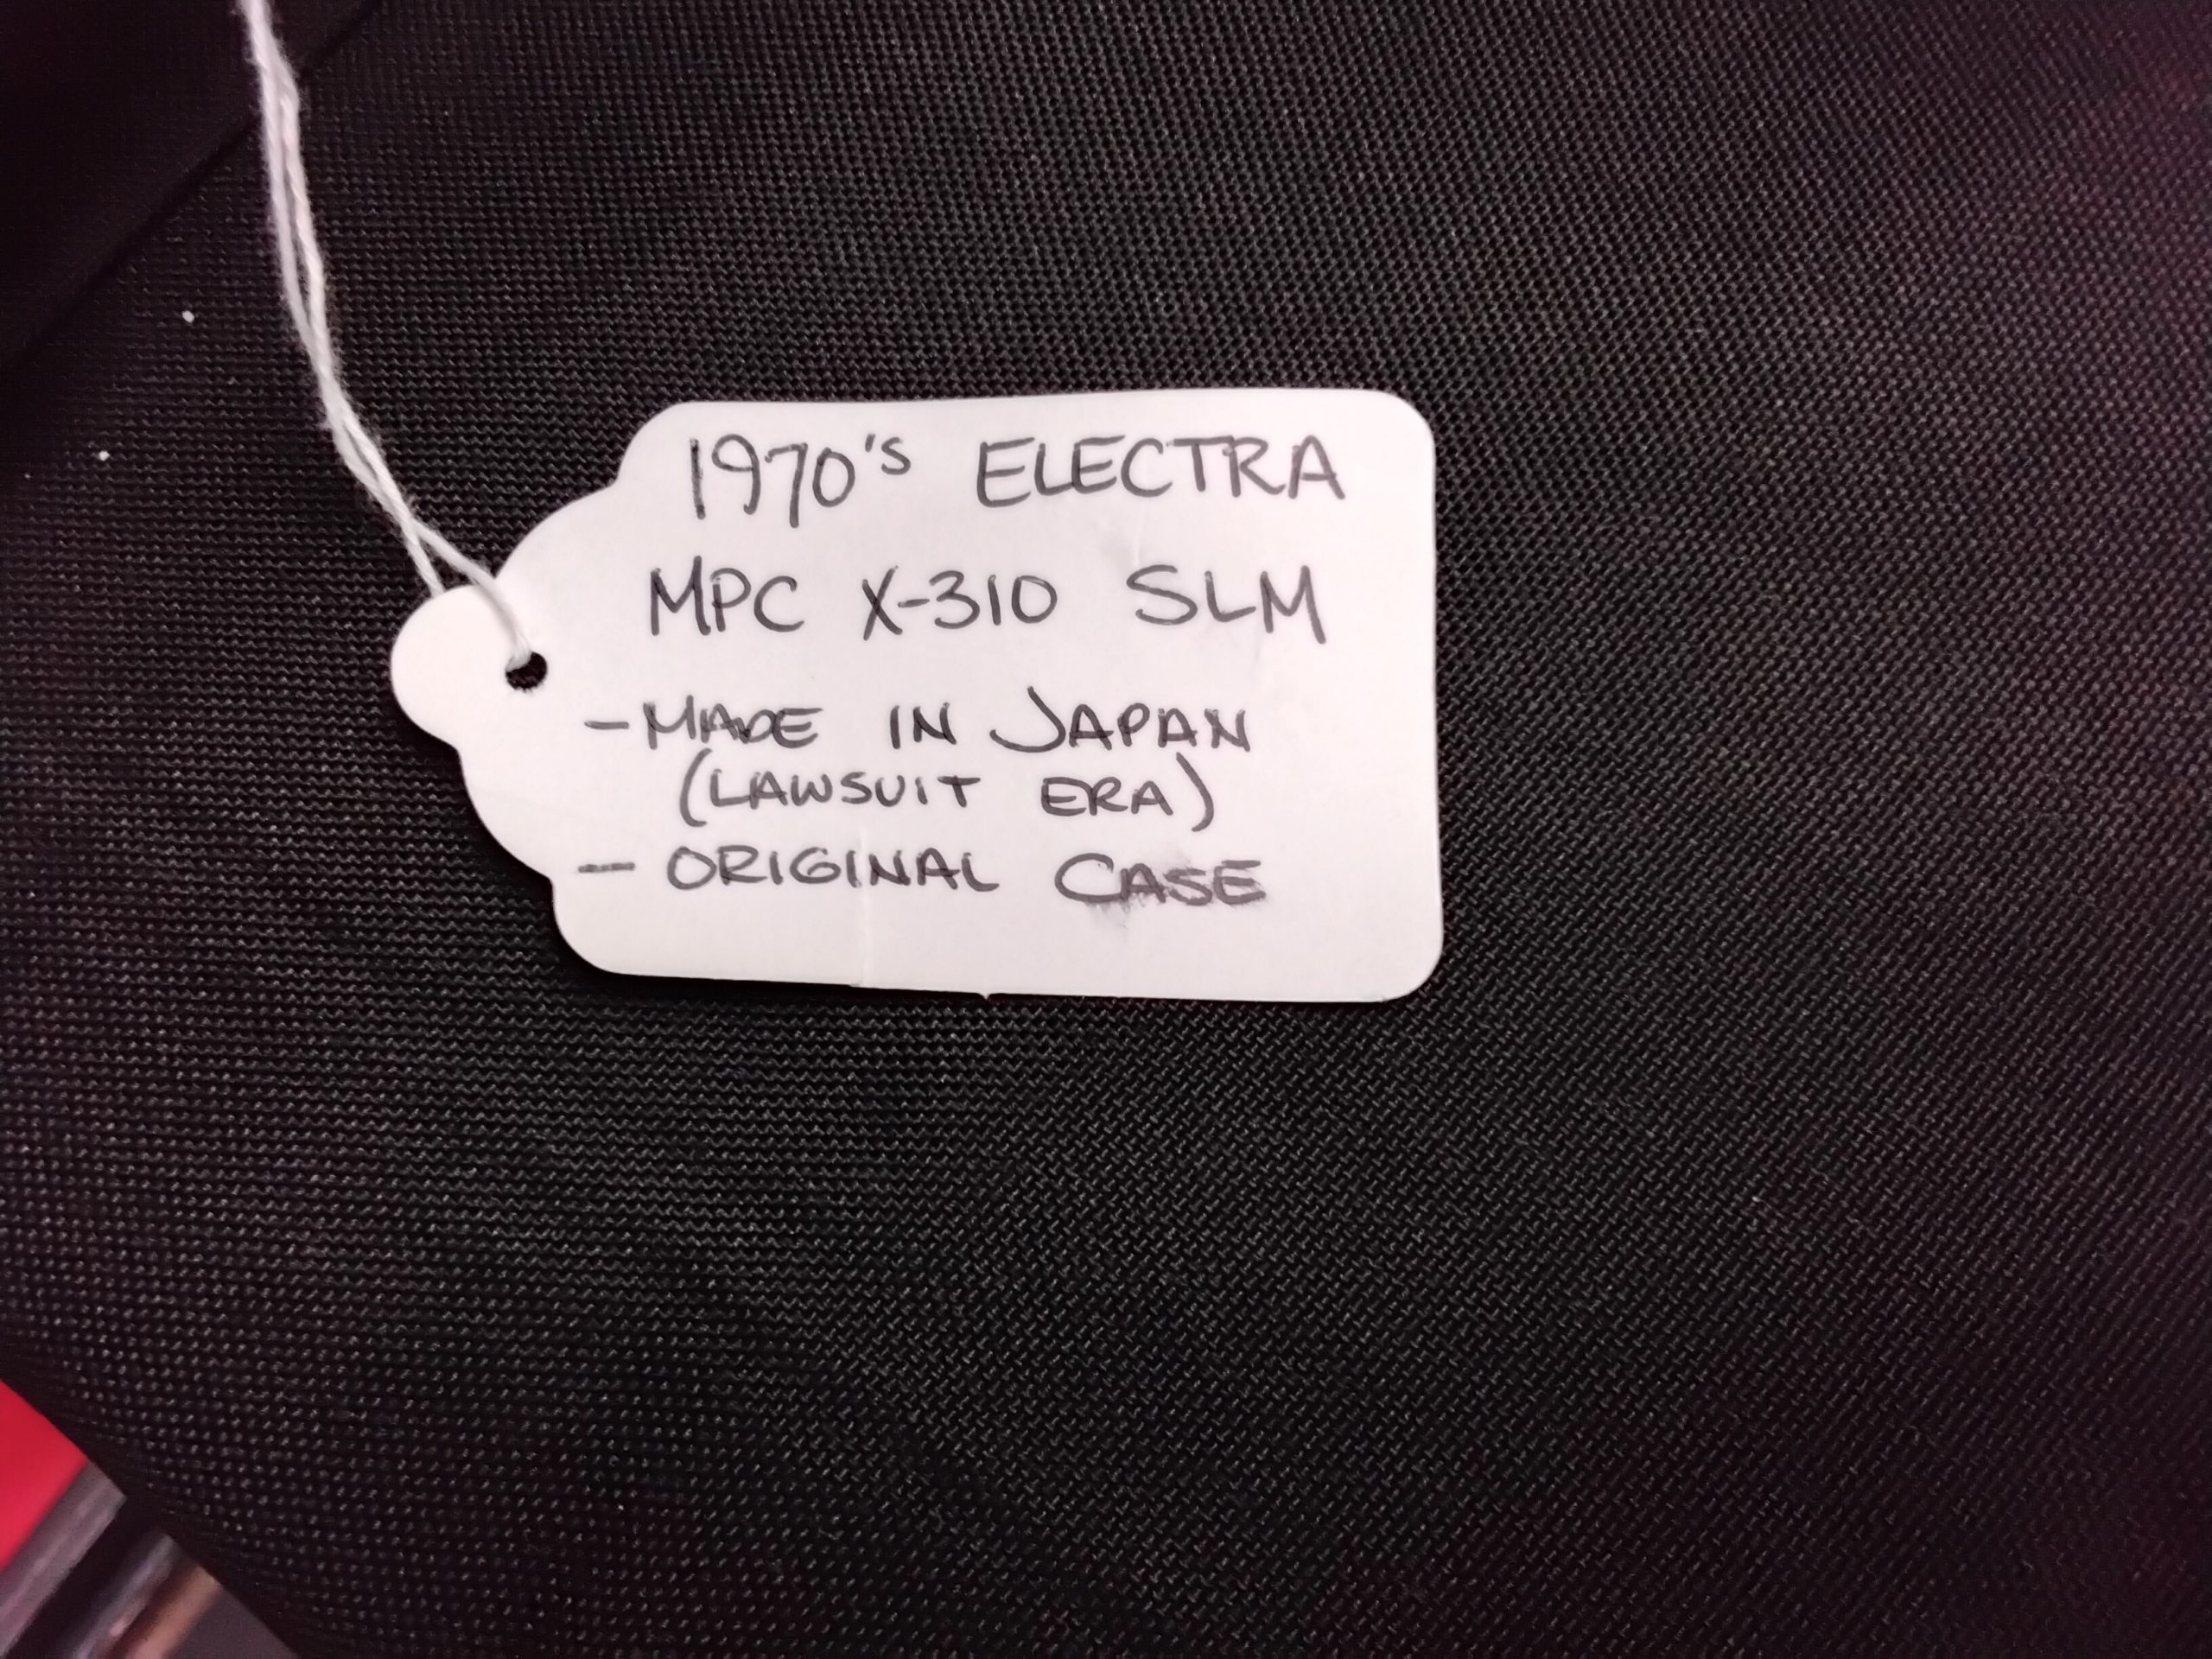 1970's ELECTRA
MPC X-310 SLM
- MADE IN JAPAN
(LAWSUIT ERA)
- ORIGINAL CASE